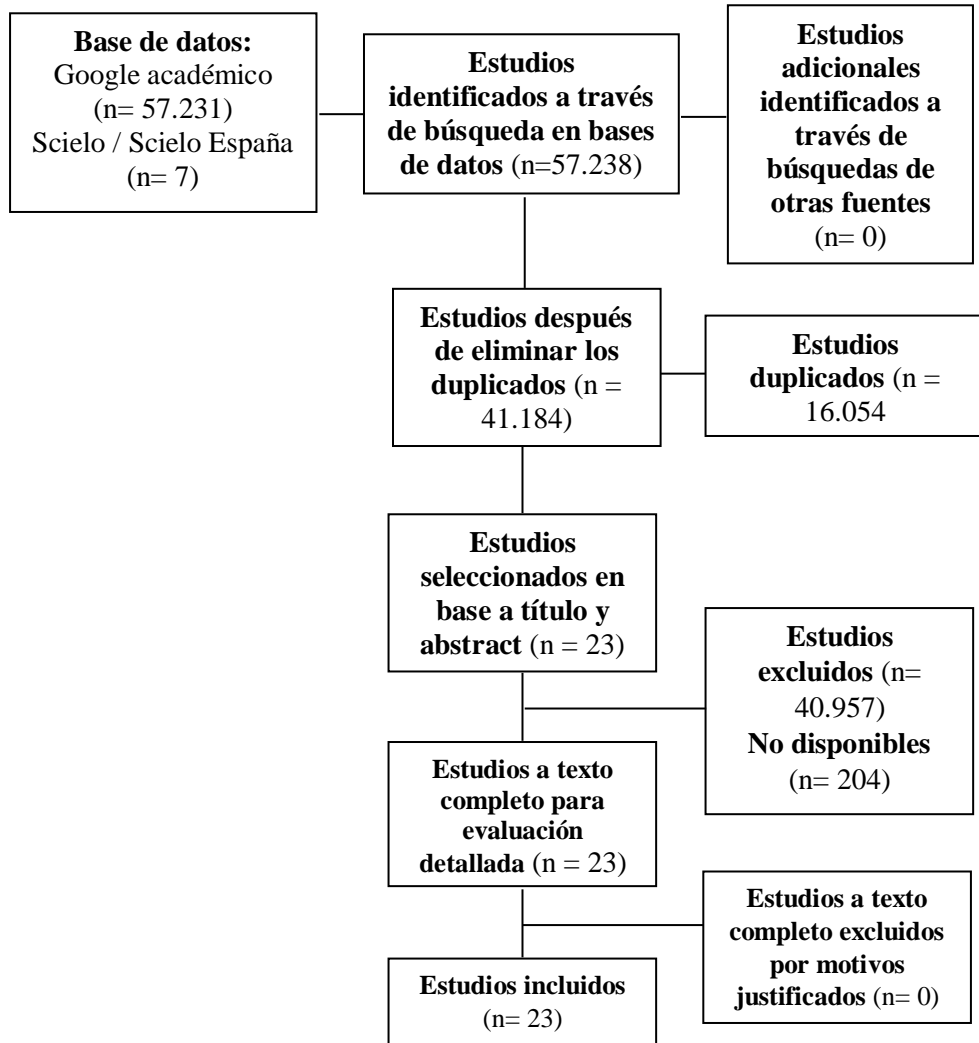 Base de datos:
Google académico
(n= 57.231)
Scielo / Scielo España
(n= 7)
Estudios
identificados a través
de búsqueda en bases
de datos (n=57.238)
Estudios
adicionales
identificados a
través de
búsquedas de
otras fuentes
(n= 0)
Estudios después
de eliminar los
duplicados (n =
41.184)
Estudios
duplicados (n =
16.054
Estudios
seleccionados en
base a título y
abstract (n = 23)
Estudios
excluidos (n=
40.957)
No disponibles
(n= 204)
Estudios a texto
completo para
evaluación
detallada (n = 23)
Estudios a texto
completo excluidos
por motivos
justificados (n= 0)
Estudios incluidos
(n= 23)